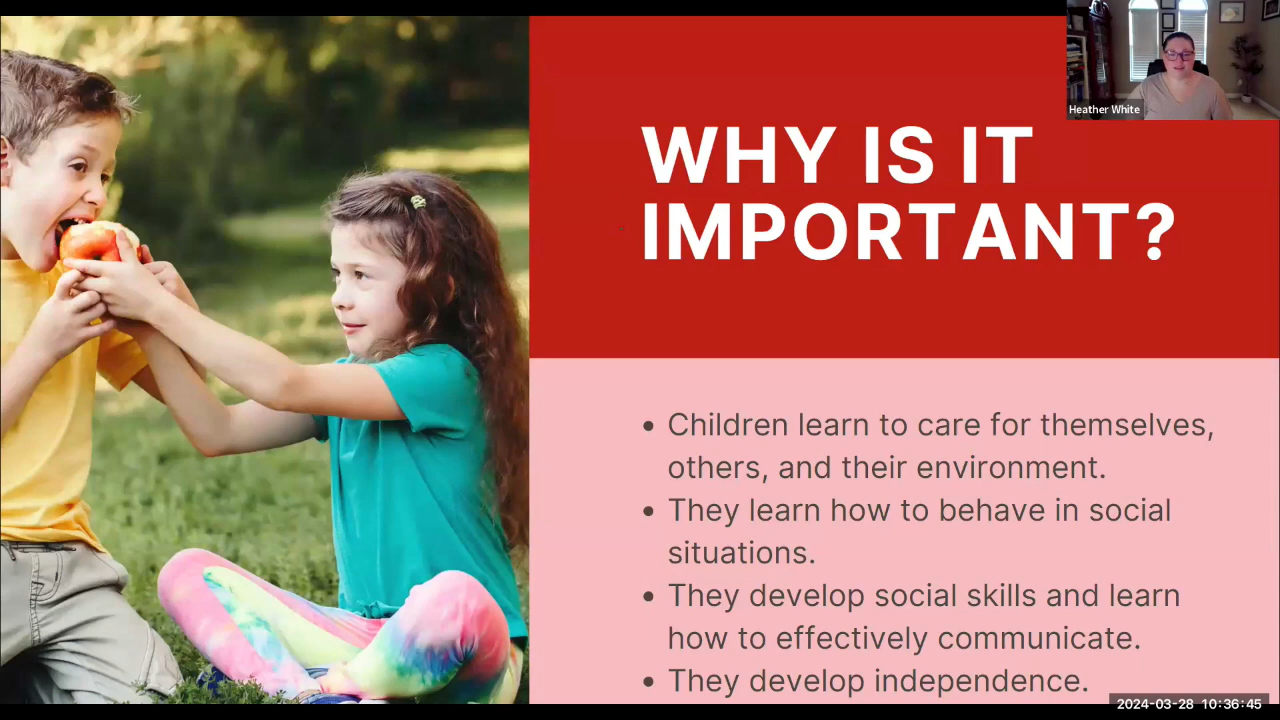 Heather White
WHY IS IT
IMPORTANT?
• Children learn to care for themselves,
others, and their environment.
• They learn how to behave in social
situations.
• They develop social skills and learn
how to effectively communicate.
• They develop independence.
2024-03-28 10:36:45